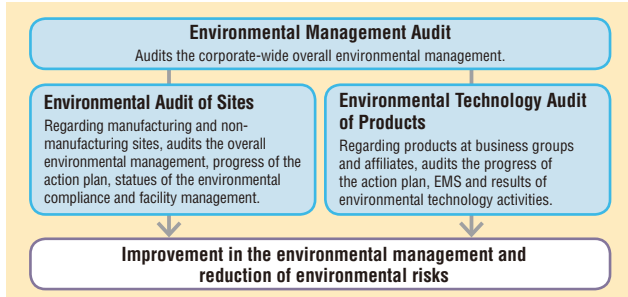 Environmental Management Audit
Audits the corporate-wide overall environmental management.
Environmental Audit of Sites
Regarding manufacturing and non-
manufacturing sites, audits the overall
environmental management, progress of the
action plan, statues of the environmental
compliance and facility management.
Environmental Technology Audit
of Products
Regarding products at business groups
and affiliates, audits the progress of
the action plan, EMS and results of
environmental technology activities.
Improvement in the environmental management and
reduction of environmental risks